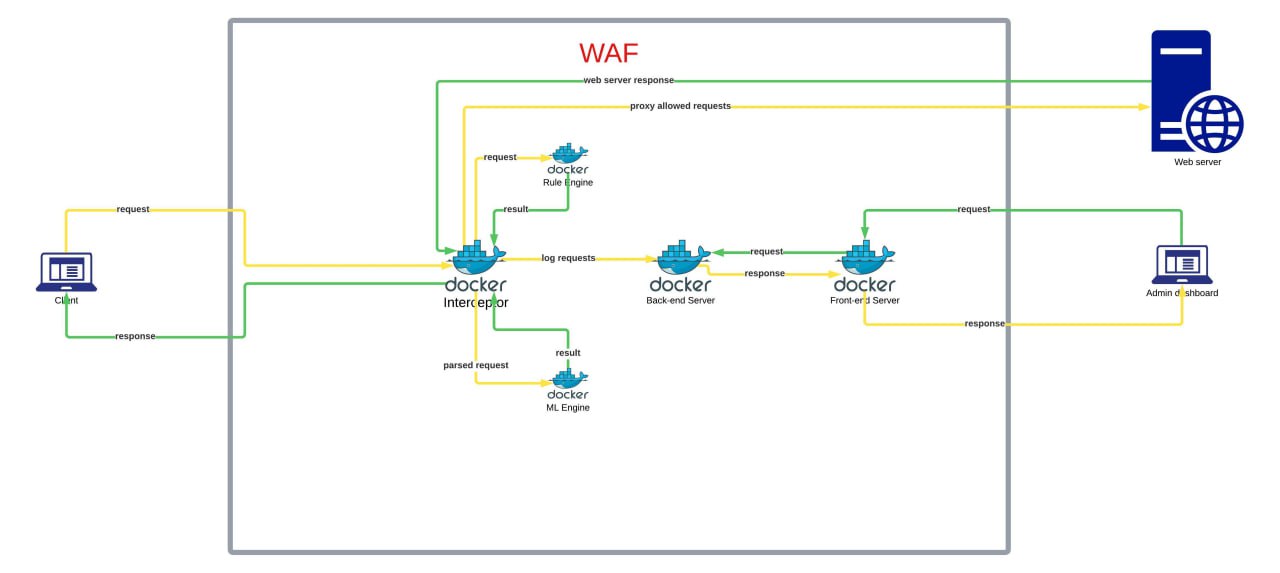 WAF
web server response
proxy allowed requests
Web server
request
docker
Rule Engine
result
request
request
Client
docker
Interceptor
log requests
docker
Back-end Server
request
response
docker
Front-end Server
Admin dashboard
response
response
parsed request
result
docker
ML Engine